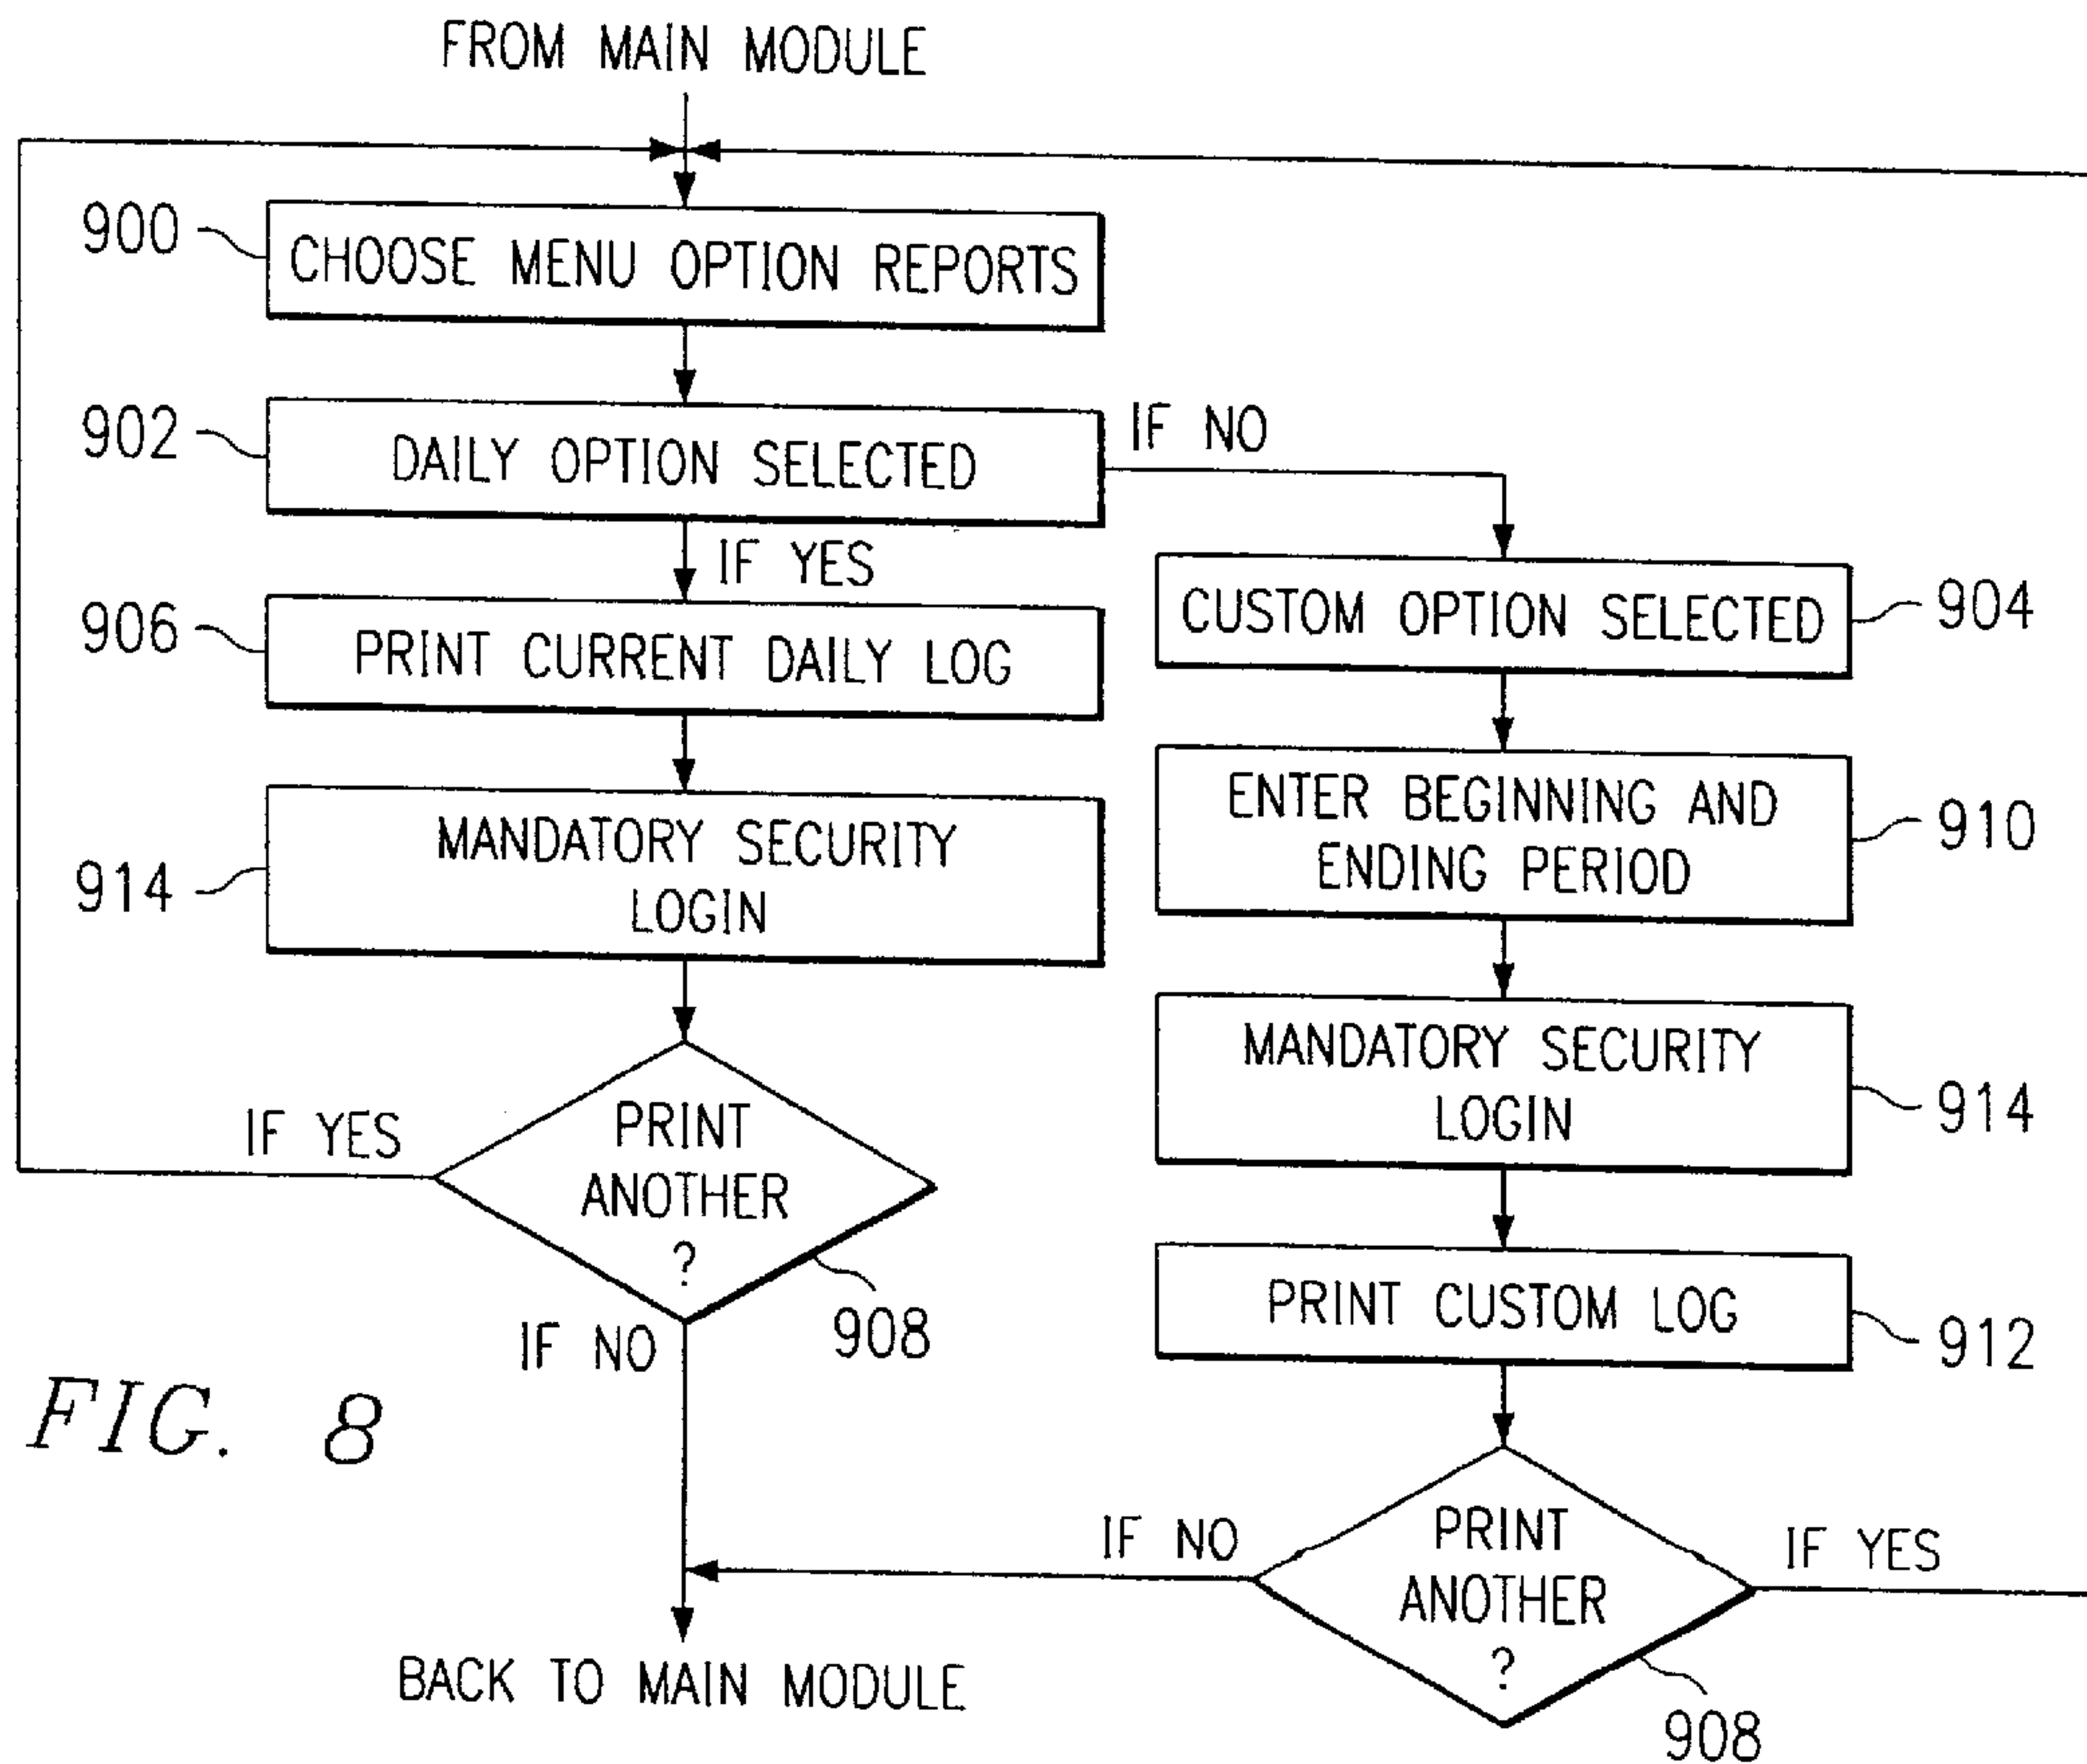 FROM MAIN MODULE
900
CHOOSE MENU OPTION REPORTS
902
DAILY OPTION SELECTED
IF NO
IF YES
906
PRINT CURRENT DAILY LOG
CUSTOM OPTION SELECTED
904
914
MANDATORY SECURITY
LOGIN
ENTER BEGINNING AND
ENDING PERIOD
910
MANDATORY SECURITY
LOGIN
914
IF YES
PRINT
ANOTHER
?
908
IF NO
PRINT CUSTOM LOG
912
FIG. 8
IF NO
PRINT
ANOTHER
?
IF YES
908
BACK TO MAIN MODULE